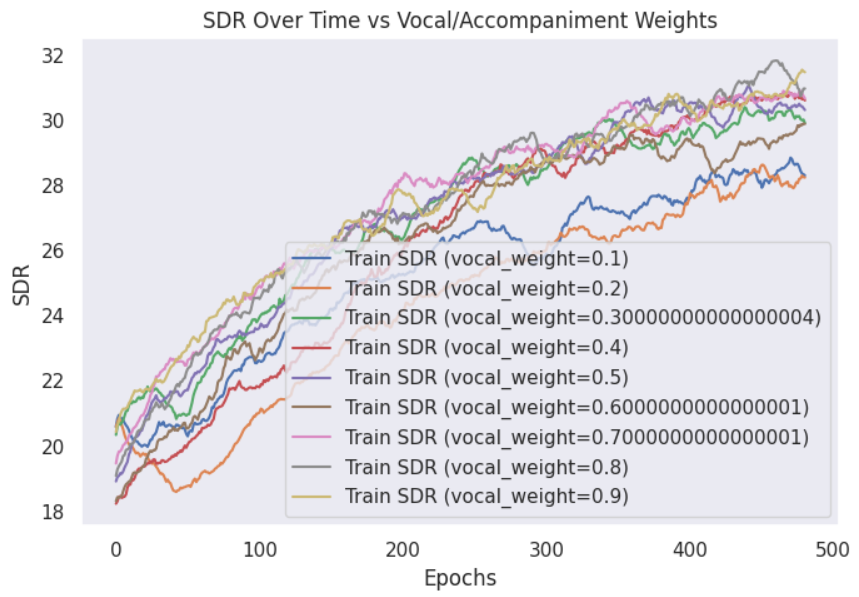 SDR Over Time vs Vocal/Accompaniment Weights
32
30
28
26
24
22
20
18
SDR
Train SDR (vocal_weight=0.1)
Train SDR (vocal_weight=0.2)
Train SDR (vocal_weight=0.30000000000000004)
Train SDR (vocal_weight=0.4)
Train SDR (vocal_weight=0.5)
Train SDR (vocal_weight=0.6000000000000001)
Train SDR (vocal_weight=0.7000000000000001)
Train SDR (vocal_weight=0.8)
Train SDR (vocal_weight=0.9)
0 100 200 300 400 500
Epochs